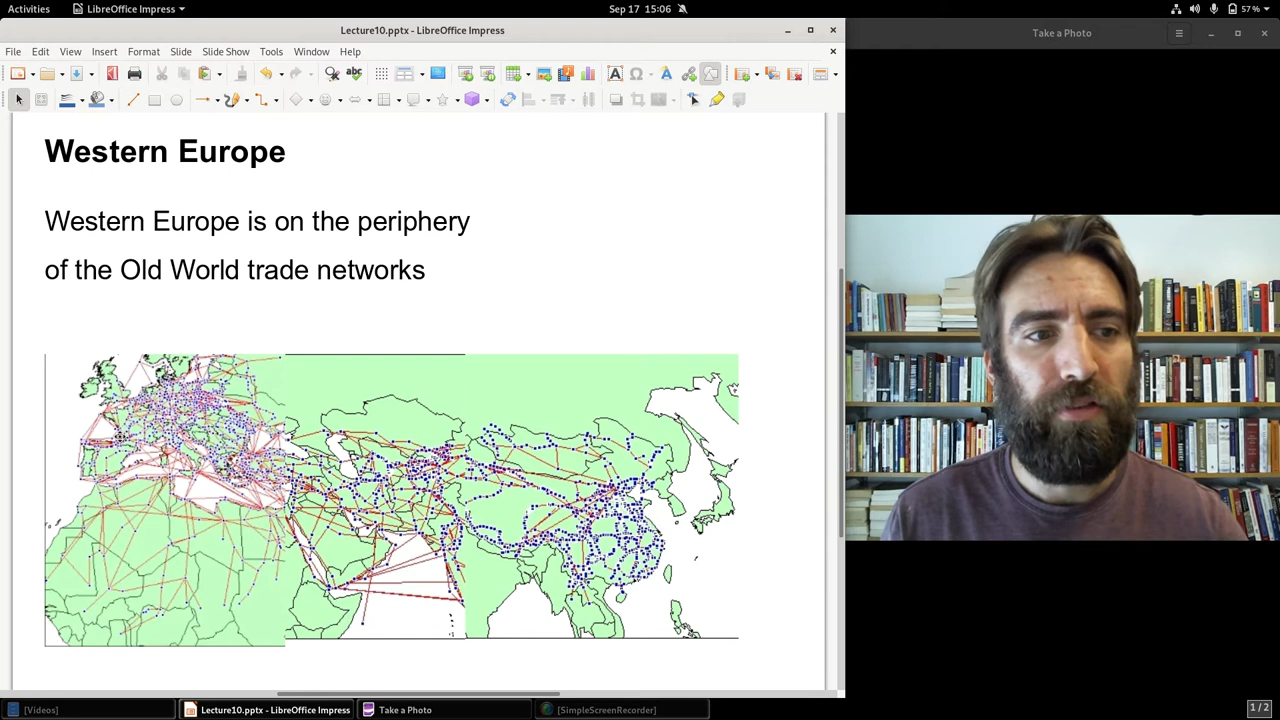 Activities
LibreOffice Impress
Sep 17 15:06
57 %
Lecture10.pptx - LibreOffice Impress
Take a Photo
File Edit View Insert Format Slide Slide Show Tools Window Help
Western Europe
Western Europe is on the periphery
of the Old World trade networks
[Videos]
Lecture10.pptx - LibreOffice Impress
Take a Photo
[SimpleScreenRecorder]
1 / 2